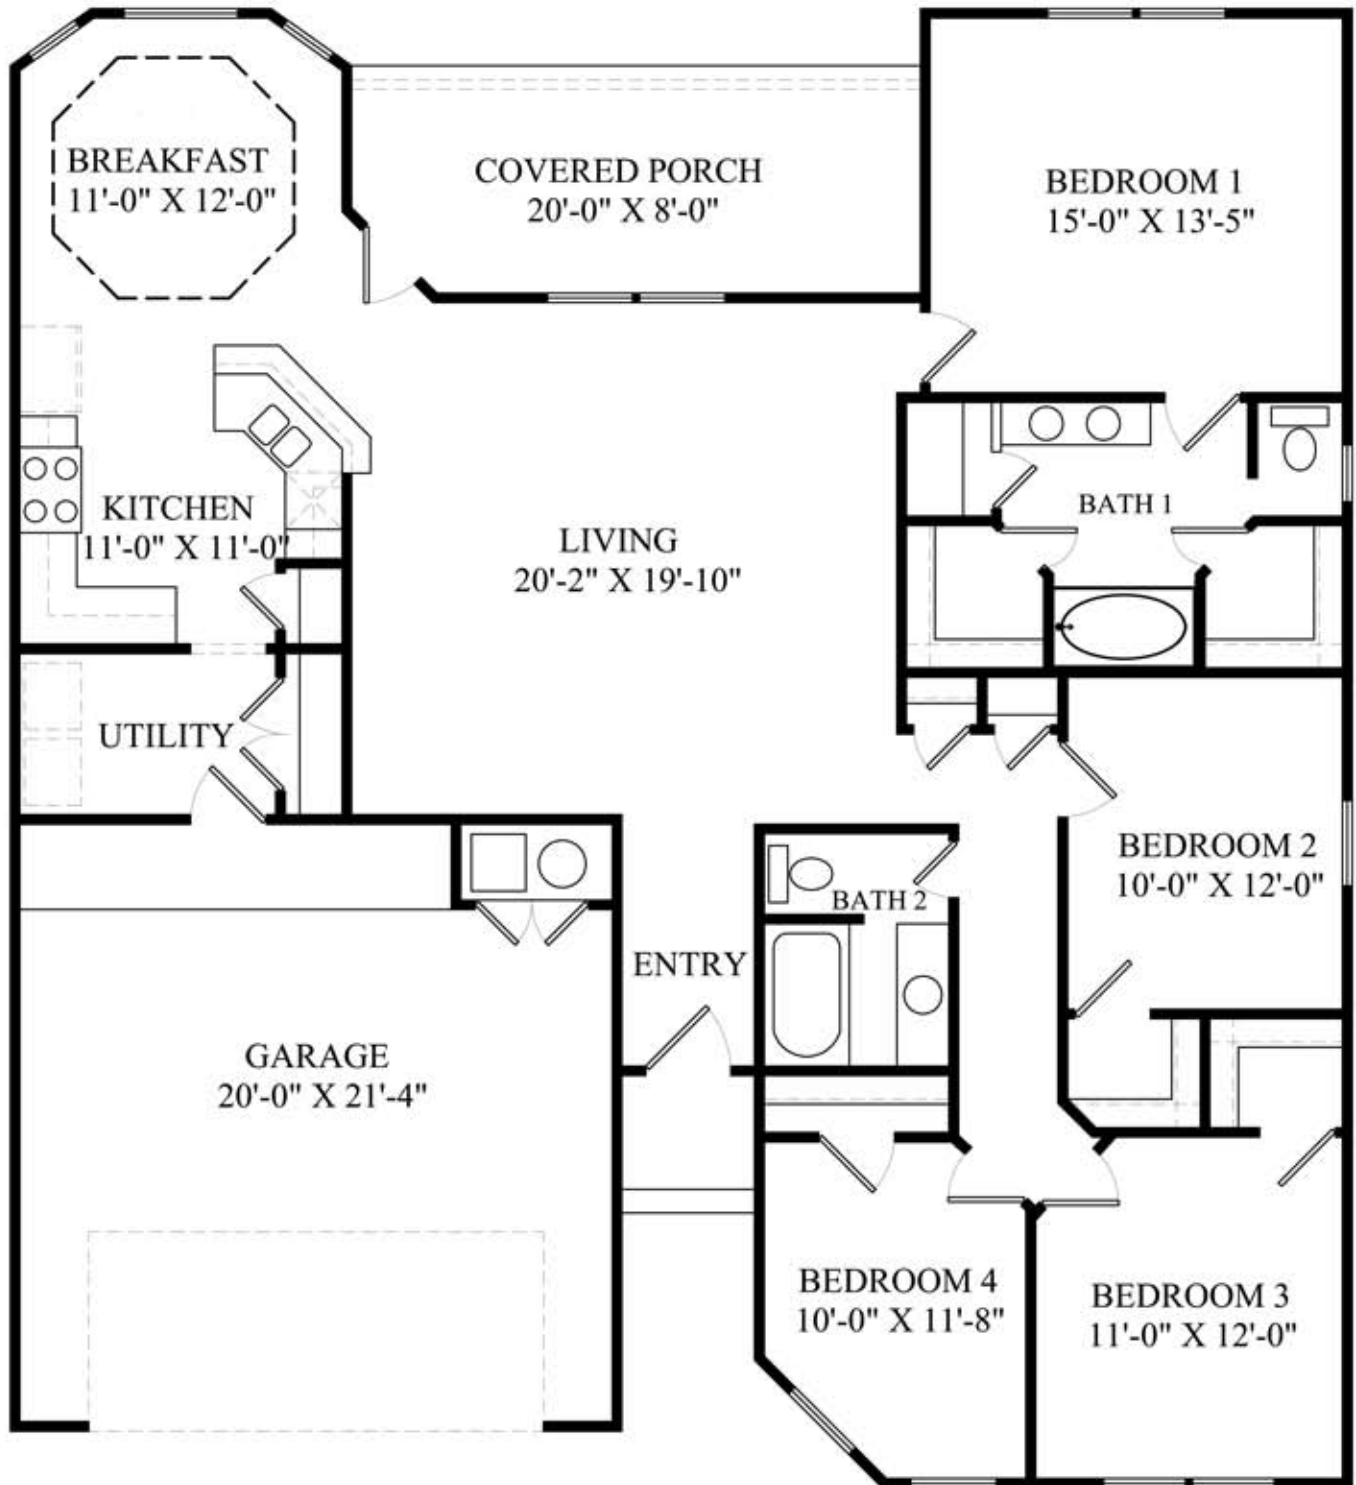 BREAKFAST
11'-0" X 12'-0"
COVERED PORCH
20'-0" X 8'-0"
BEDROOM 1
15'-0" X 13'-5"
KITCHEN
11'-0" X 11'-0"
LIVING
20'-2" X 19'-10"
BATH 1
UTILITY
BEDROOM 2
10'-0" X 12'-0"
BATH 2
ENTRY
GARAGE
20'-0" X 21'-4"
BEDROOM 4
10'-0" X 11'-8"
BEDROOM 3
11'-0" X 12'-0"